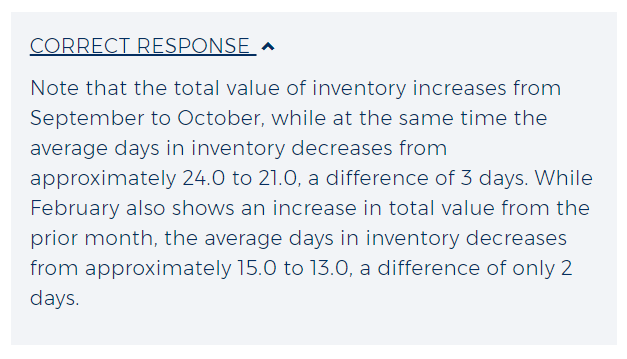 CORRECT RESPONSE
Note that the total value of inventory increases from
September to October, while at the same time the
average days in inventory decreases from
approximately 24.0 to 21.0, a difference of 3 days. While
February also shows an increase in total value from the
prior month, the average days in inventory decreases
from approximately 15.0 to 13.0, a difference of only 2
days.